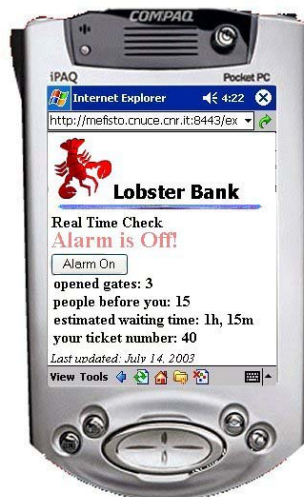 COMPAQ
iPAQ Pocket PC
Internet Explorer 4:22
http://mefisto.cnuce.cnr.it:8443/ex
Lobster Bank
Real Time Check
Alarm is Off!
Alarm On
opened gates: 3
people before you: 15
estimated waiting time: 1h, 15m
your ticket number: 40
Last updated: July 14, 2003
View Tools